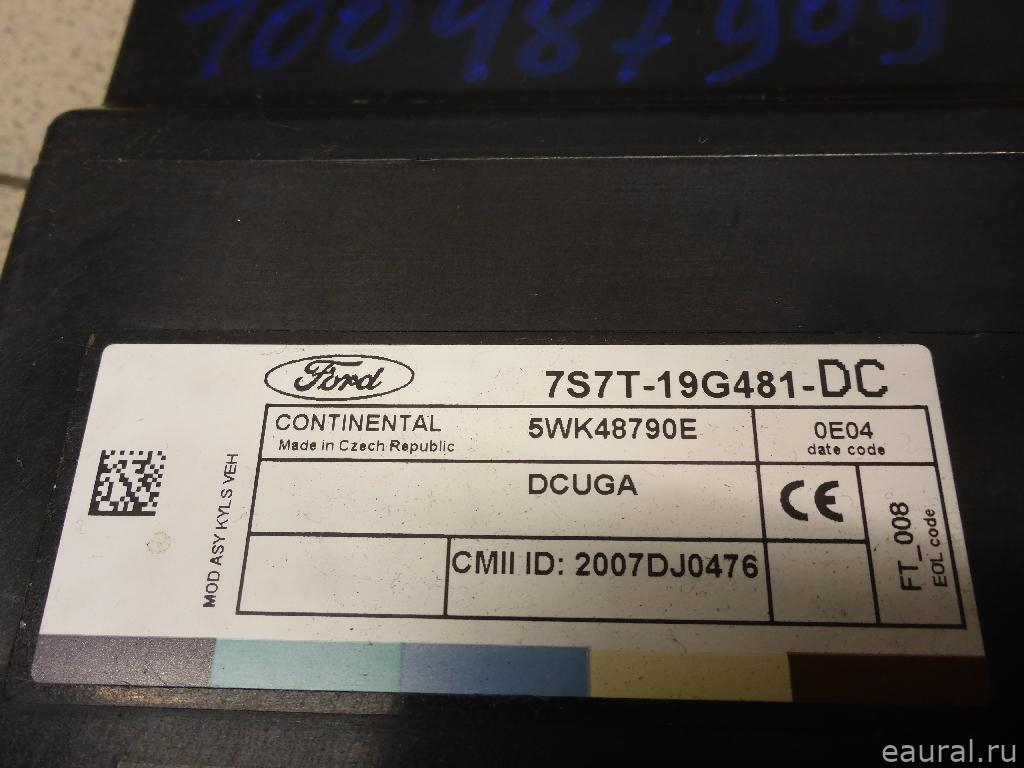 100987909
Ford
7S7T-19G481-DC
CONTINENTAL
Made in Czech Republic
5WK48790E
0E04
date code
DCUGA
CE
MOD ASY KYLS VEH
CMII ID: 2007DJ0476
FT_008
EOL code
eaural.ru